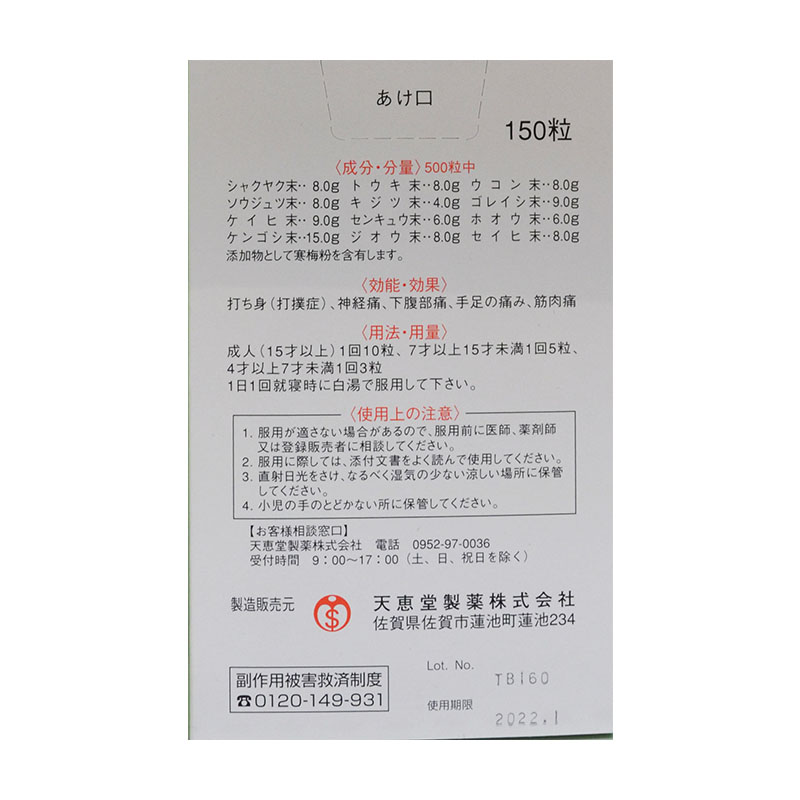 あけ口
150粒
〈成分・分量〉500粒中
シャクヤク末‥8.0g トウキ末‥8.0g ウコン末‥8.0g
ソウジュツ末‥8.0g キジツ末‥4.0g ゴレイシ末‥9.0g
ケイヒ末‥9.0g センキュウ末‥6.0g ホオウ末‥6.0g
ケンゴシ末‥15.0g ジオウ末‥8.0g セイヒ末‥8.0g
添加物として寒梅粉を含有します。
〈効能・効果〉
打ち身(打撲症)、神経痛、下腹部痛、手足の痛み、筋肉痛
〈用法・用量〉
成人(15才以上)1回10粒、7才以上15才未満1回5粒、
4才以上7才未満1回3粒
1日1回就寝時に白湯で服用して下さい。
〈使用上の注意〉
1. 服用が適さない場合があるので、服用前に医師、薬剤師
又は登録販売者に相談してください。
2. 服用に際しては、添付文書をよく読んで使用してください。
3. 直射日光をさけ、なるべく湿気の少ない涼しい場所に保管
してください。
4. 小児の手のとどかない所に保管してください。
【お客様相談窓口】
天恵堂製薬株式会社 電話 0952-97-0036
受付時間 9:00〜17:00(土、日、祝日を除く)
製造販売元
天恵堂製薬株式会社
佐賀県佐賀市蓮池町蓮池234
副作用被害救済制度
☎0120-149-931
Lot. No. TB160
使用期限 2022.1